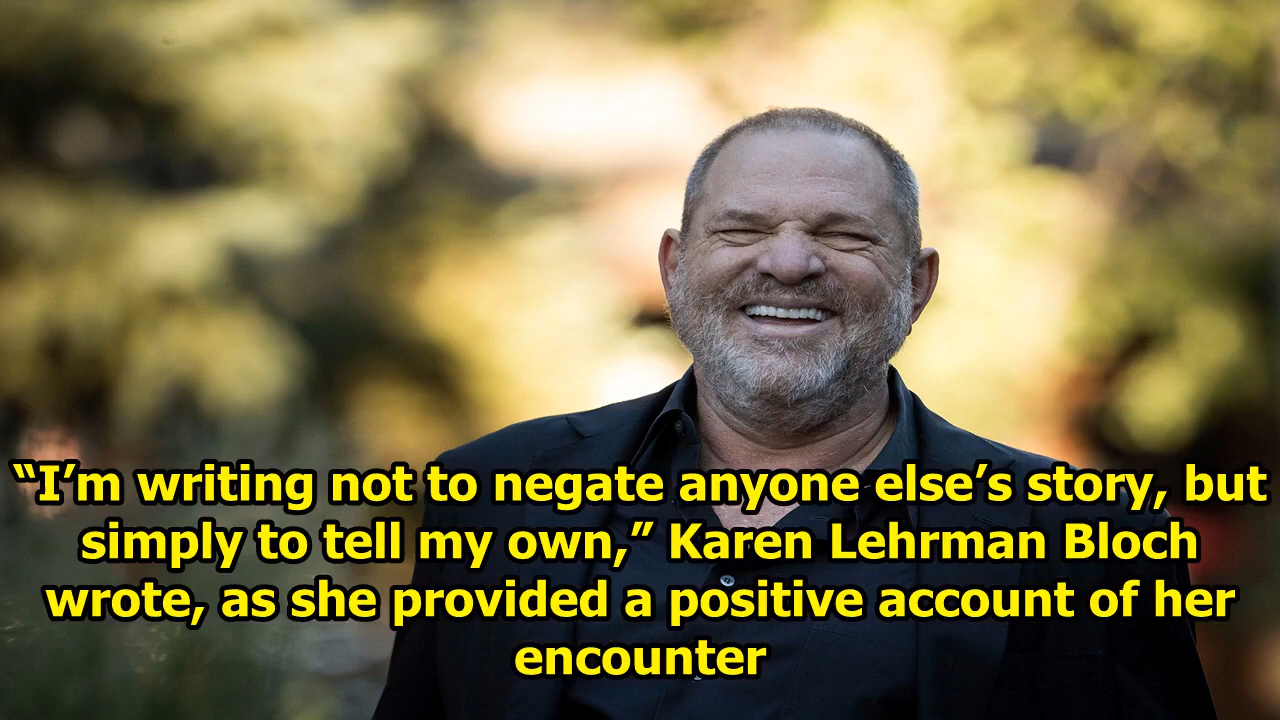 “I’m writing not to negate anyone else’s story, but
simply to tell my own,” Karen Lehrman Bloch
wrote, as she provided a positive account of her
encounter